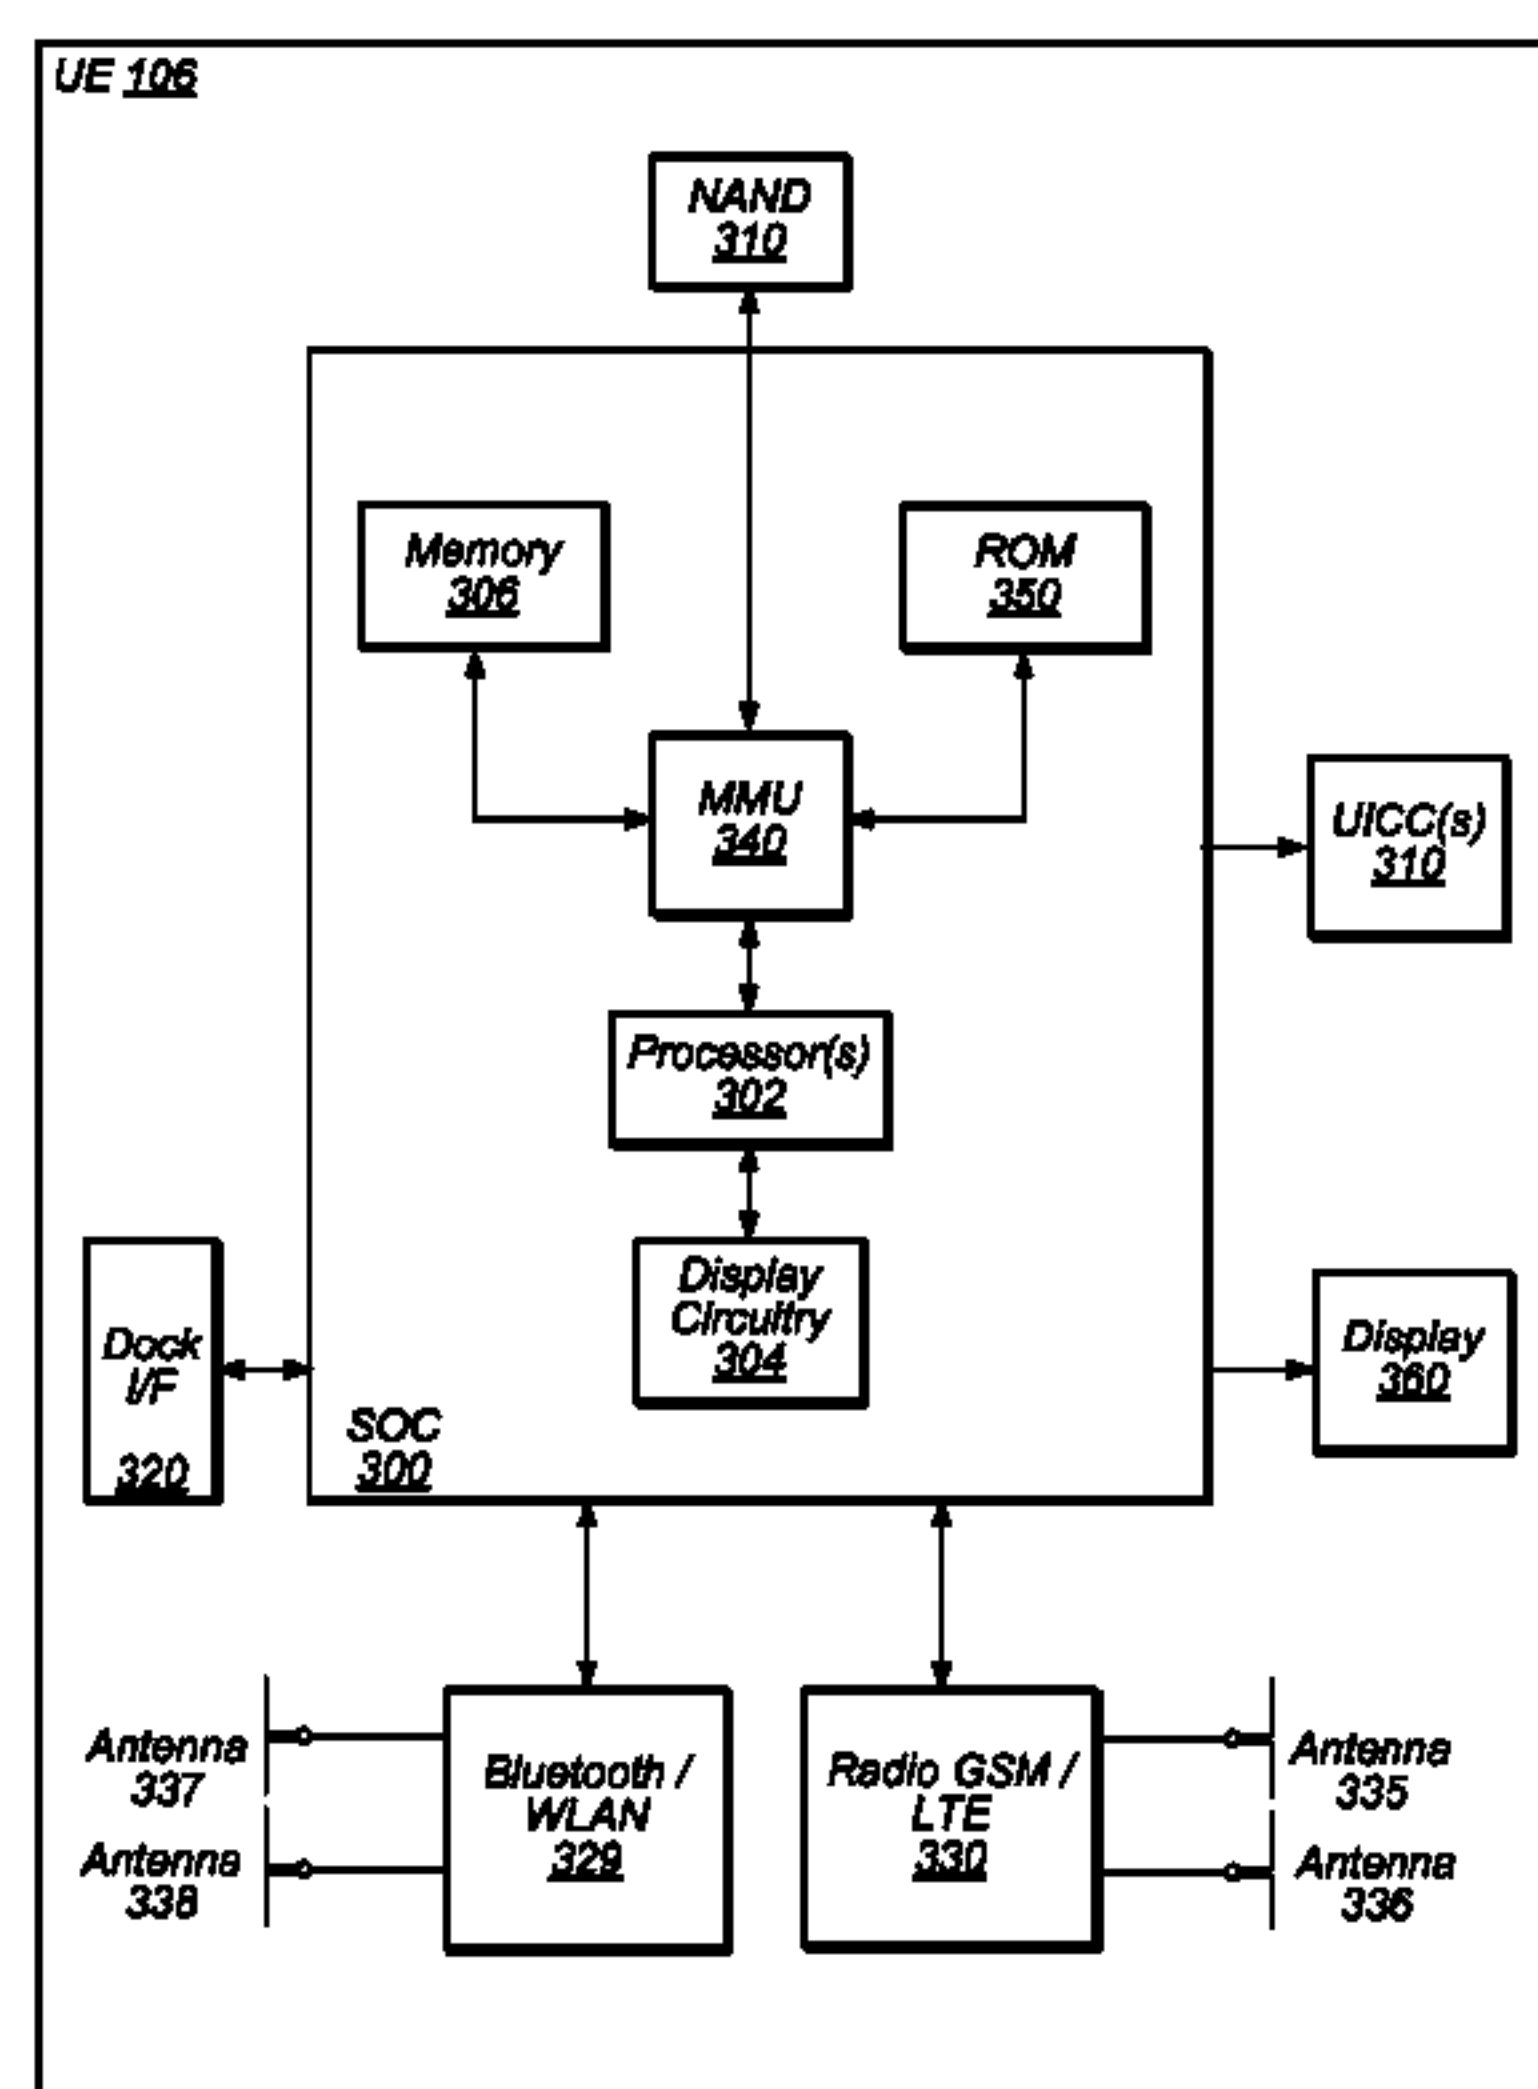 UE 106
NAND
310
Memory
306
ROM
350
MMU
340
UICC(s)
310
Processor(s)
302
Display
Circuitry
304
Dock
I/F
320
Display
360
SOC
300
Antenna
337
Antenna
338
Bluetooth /
WLAN
329
Radio GSM /
LTE
330
Antenna
335
Antenna
336